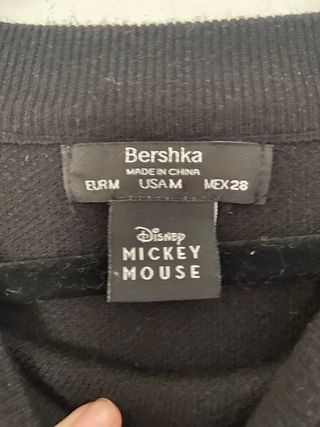 Bershka
MADE IN CHINA
EUR M USA M MEX 28
Disney
MICKEY
MOUSE